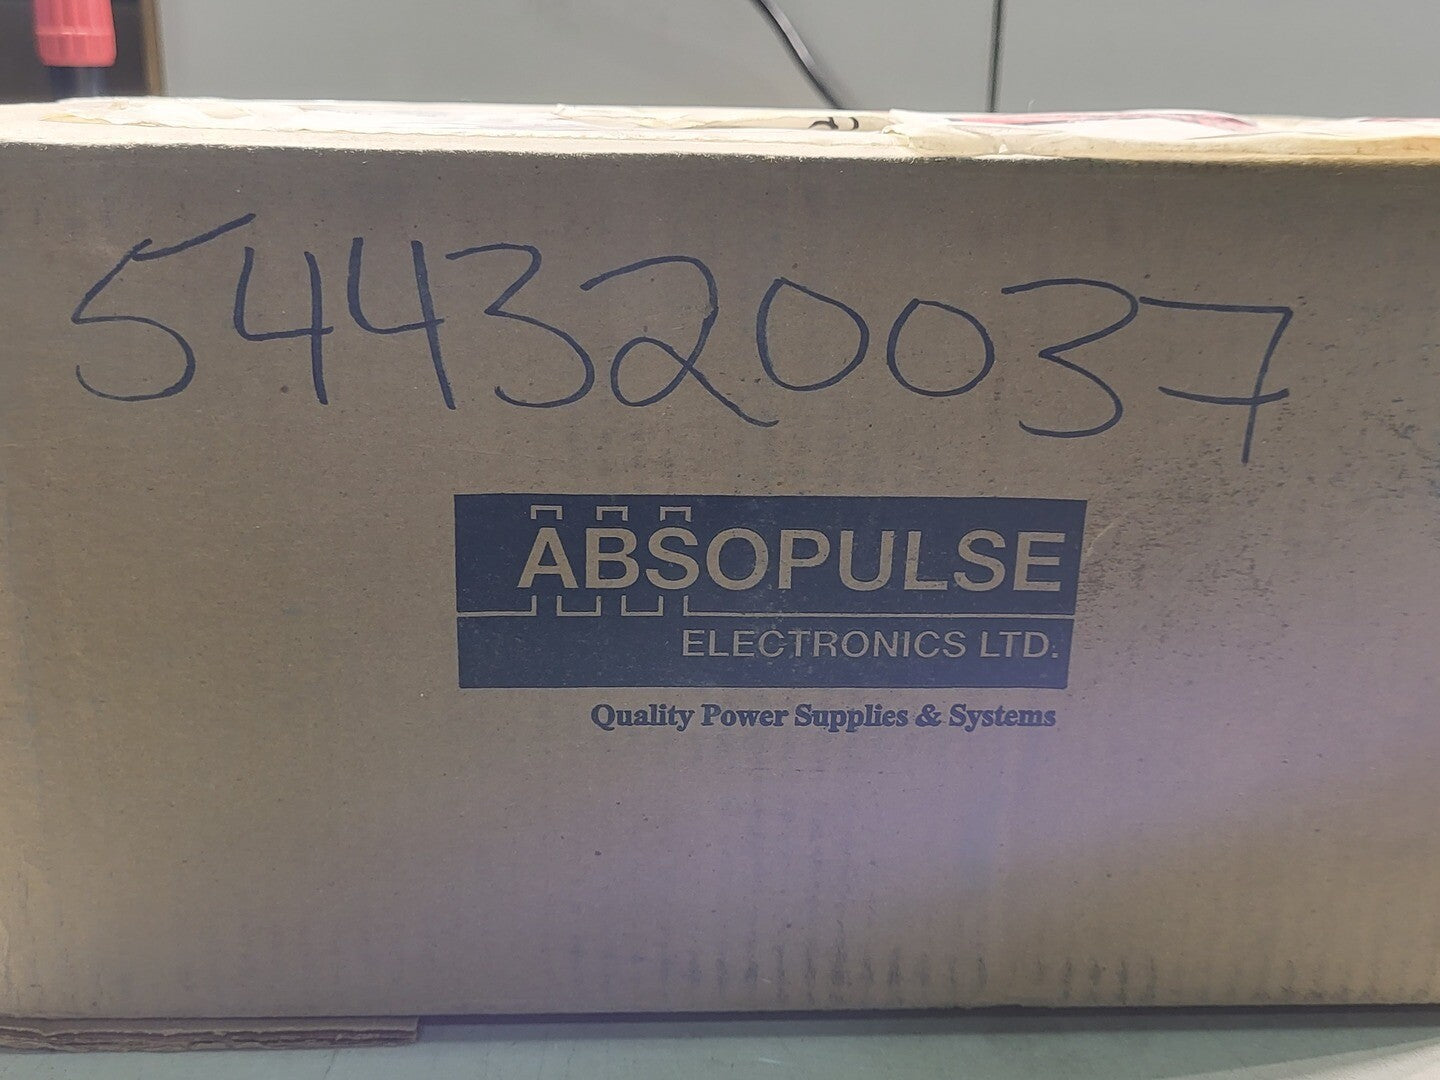 544320037
ABSOPULSE
ELECTRONICS LTD.
Quality Power Supplies & Systems